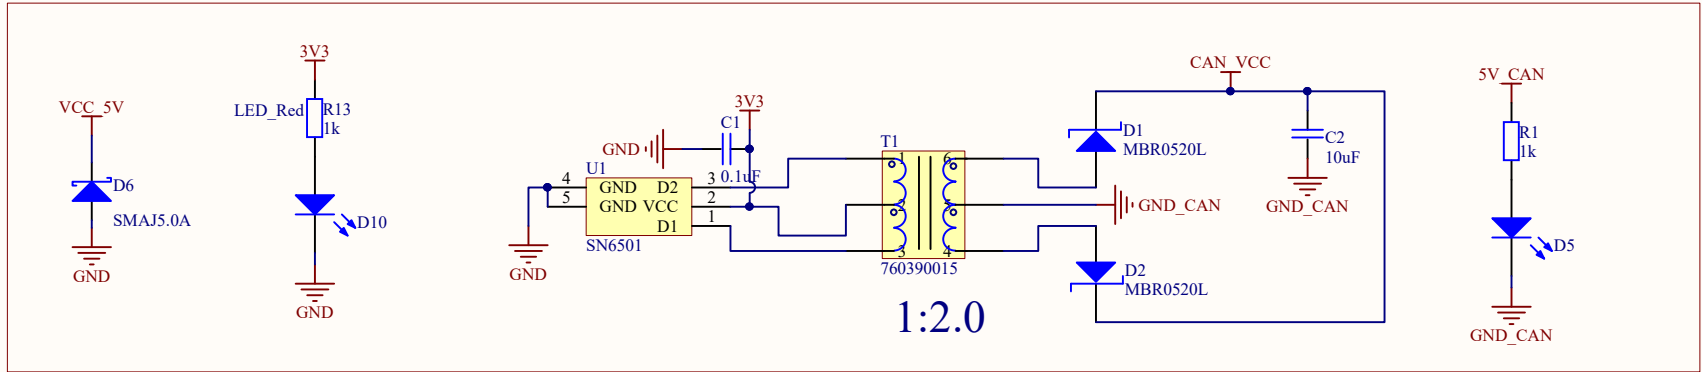 VCC_5V
D6
SMAJ5.0A
GND
3V3
LED_Red R13
1k
D10
GND
3V3
C1
GND
0.1uF
U1
4 GND D2 3
5 GND VCC 2
D1 1
SN6501
GND
T1
1 6
2 5
3 4
760390015
1:2.0
CAN_VCC
D1
MBR0520L
C2
10uF
GND_CAN
GND_CAN
D2
MBR0520L
5V_CAN
R1
1k
D5
GND_CAN